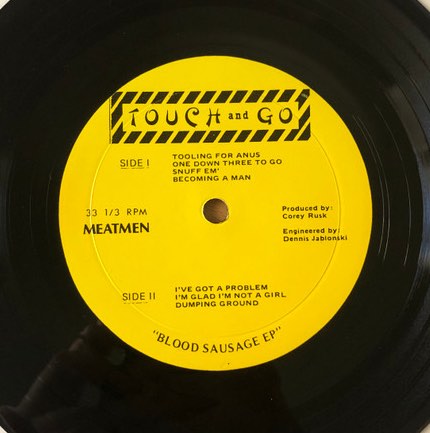 TOUCH and GO
SIDE I
TOOLING FOR ANUS
ONE DOWN THREE TO GO
SNUFF EM'
BECOMING A MAN
33 1/3 RPM
MEATMEN
Produced by:
Corey Rusk
Engineered by:
Dennis Jablonski
SIDE II
I'VE GOT A PROBLEM
I'M GLAD I'M NOT A GIRL
DUMPING GROUND
"BLOOD SAUSAGE EP"